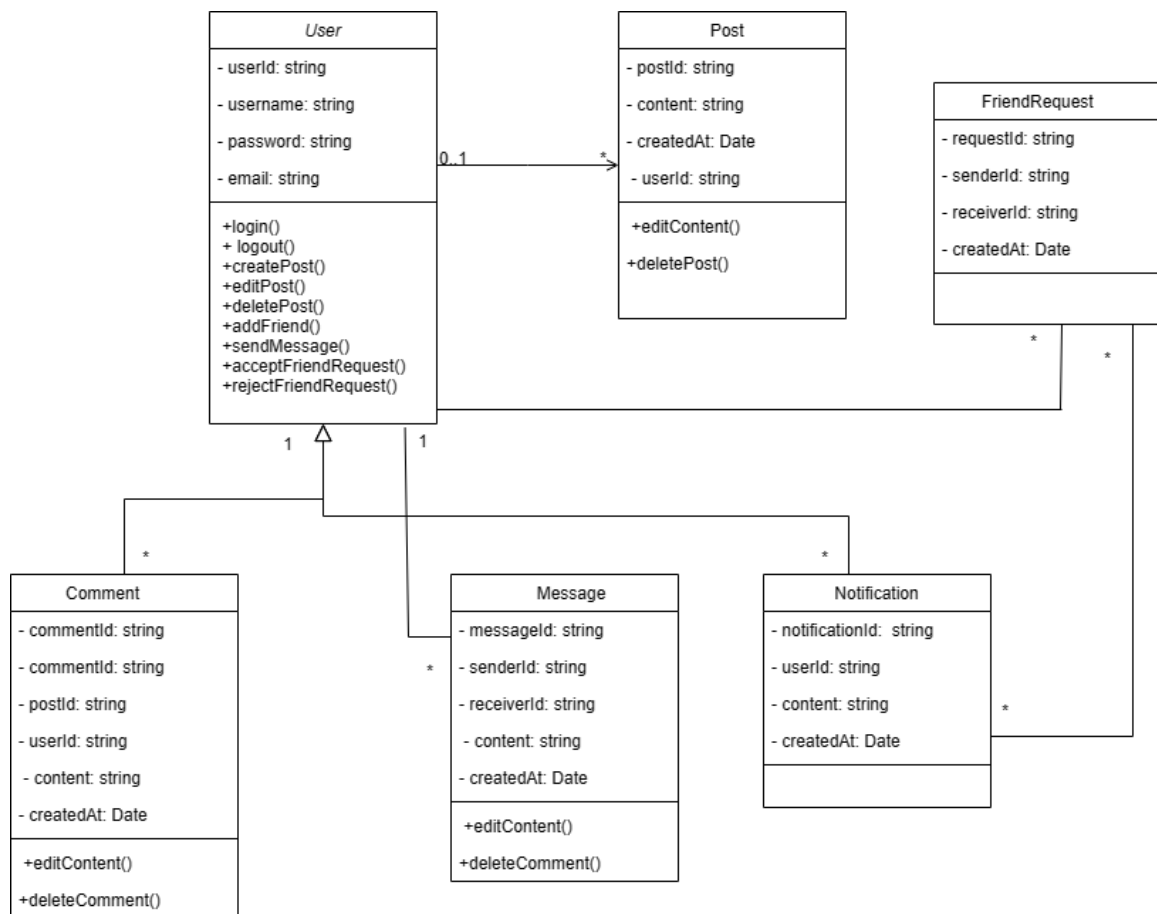 User
- userId: string
- username: string
- password: string
- email: string
+login()
+ logout()
+createPost()
+editPost()
+deletePost()
+addFriend()
+sendMessage()
+acceptFriendRequest()
+rejectFriendRequest()
0..1
*
Post
- postId: string
- content: string
- createdAt: Date
- userId: string
+editContent()
+deletePost()
FriendRequest
- requestId: string
- senderId: string
- receiverId: string
- createdAt: Date
*
*
1
1
*
*
*
*
Comment
- commentId: string
- commentId: string
- postId: string
- userId: string
- content: string
- createdAt: Date
+editContent()
+deleteComment()
Message
- messageId: string
- senderId: string
- receiverId: string
- content: string
- createdAt: Date
+editContent()
+deleteComment()
Notification
- notificationId: string
- userId: string
- content: string
- createdAt: Date